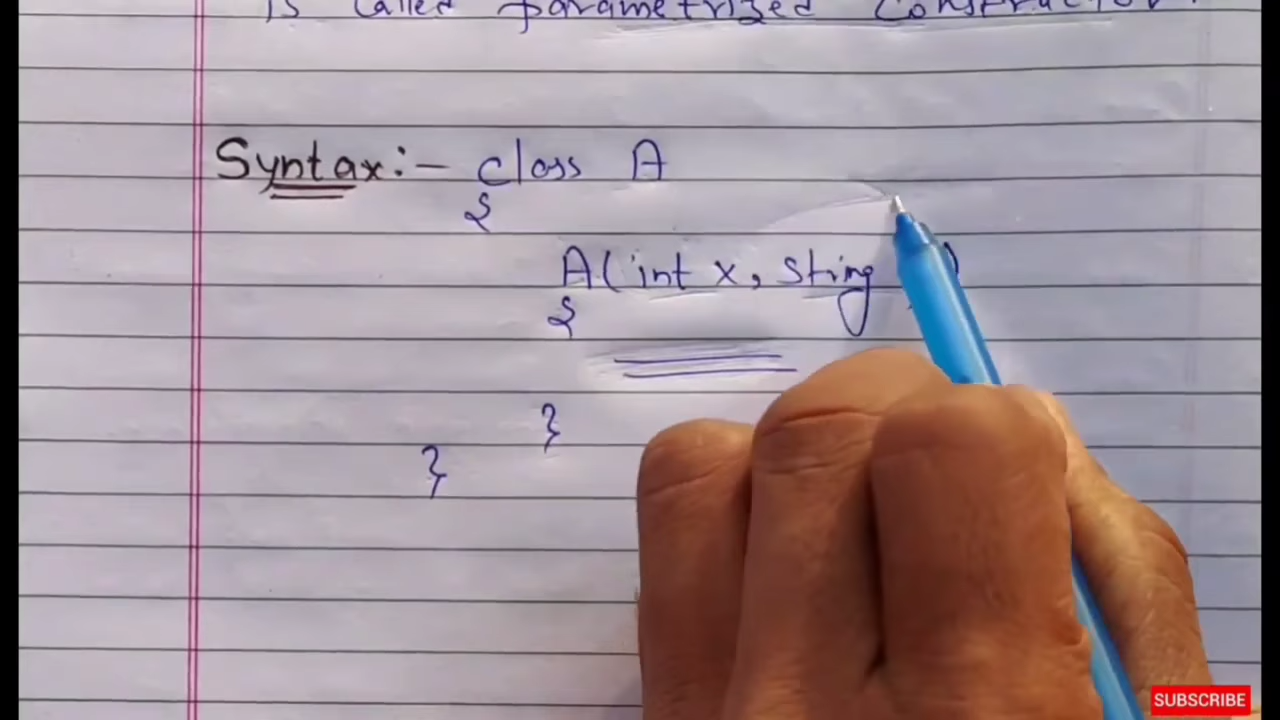 is called parametrized constructor.
Syntax:- class A
{
A(int x, String )
{
}
}
SUBSCRIBE